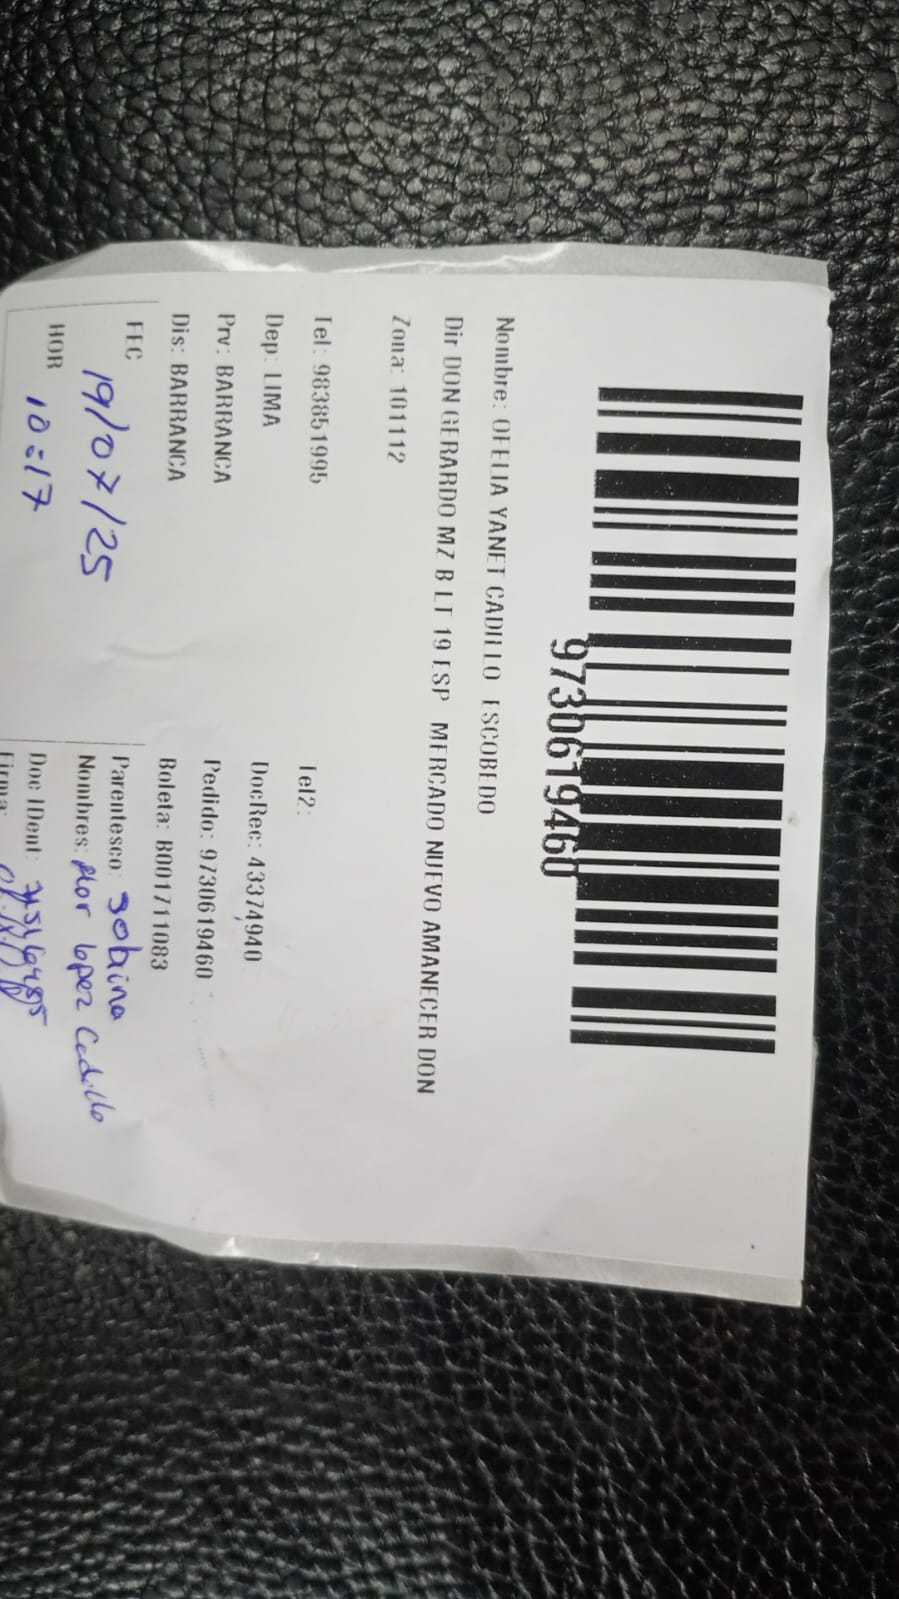 9730619460
Nombre: OFELIA YANET CADILLO ESCOBEDO
Dir DON GERARDO MZ B LT 19 ESP MERCADO NUEVO AMANECER DON
Zona: 101112
Tel: 983851995 Tel2:
Dep: LIMA DocRec: 43374940
Prv: BARRANCA Pedido: 9730619460
Dis: BARRANCA Boleta: B001711083
FEC 19/07/25 Parentesco: Sobina
Nombres: Flor lopez Cadillo
HOR 10:17 Doc IDent:
Firma: